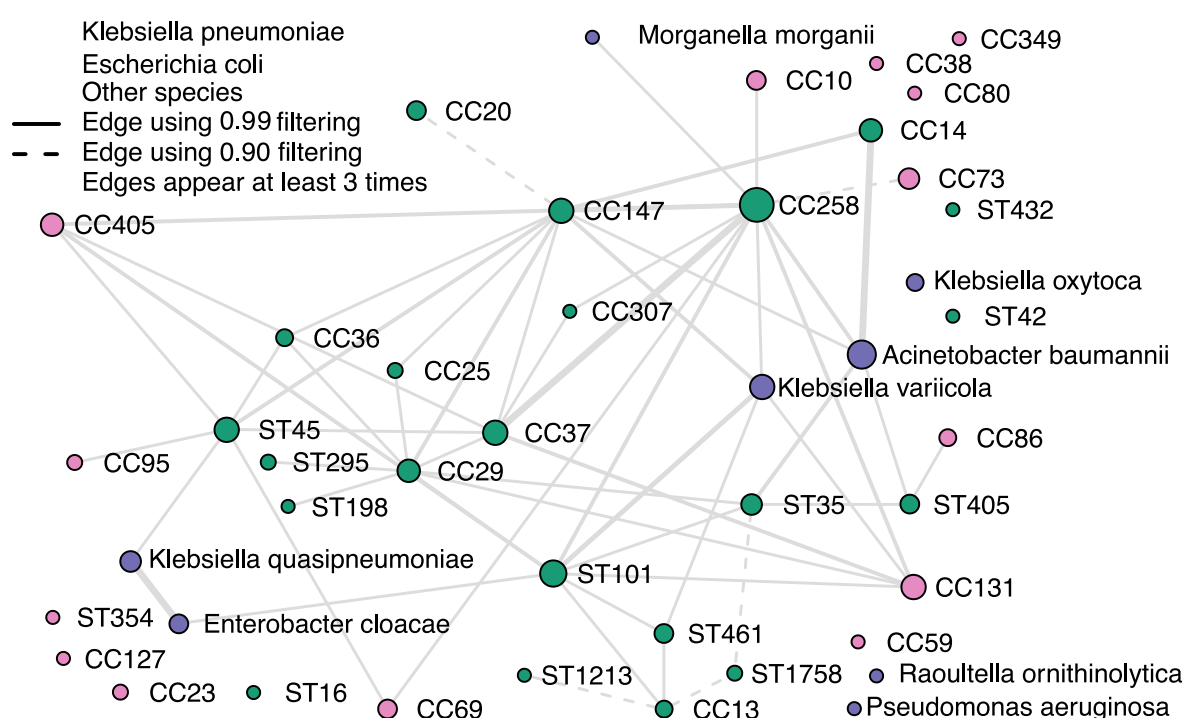 Klebsiella pneumoniae
Escherichia coli
Other species
Edge using 0.99 filtering
Edge using 0.90 filtering
Edges appear at least 3 times
Morganella morganii
CC349
CC38
CC10
CC80
CC20
CC14
CC73
CC147
CC258
ST432
CC405
Klebsiella oxytoca
CC307
ST42
CC36
Acinetobacter baumannii
CC25
Klebsiella variicola
ST45
CC37
CC86
CC95
ST295
CC29
ST198
ST35
ST405
Klebsiella quasipneumoniae
ST101
CC131
ST354
Enterobacter cloacae
ST461
CC59
CC127
ST1213
ST1758
Raoultella ornithinolytica
CC23
ST16
CC69
CC13
Pseudomonas aeruginosa